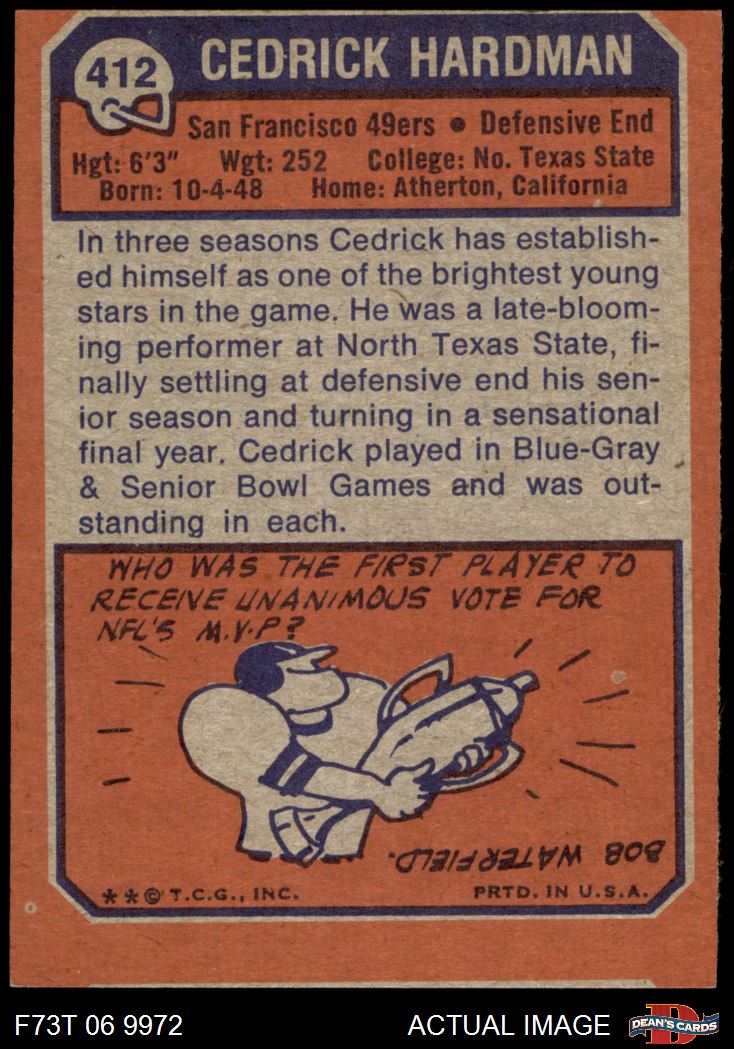 412
CEDRICK HARDMAN
San Francisco 49ers • Defensive End
Hgt: 6'3" Wgt: 252 College: No. Texas State
Born: 10-4-48 Home: Atherton, California
In three seasons Cedrick has establish-
ed himself as one of the brightest young
stars in the game. He was a late-bloom-
ing performer at North Texas State, fi-
nally settling at defensive end his sen-
ior season and turning in a sensational
final year. Cedrick played in Blue-Gray
& Senior Bowl Games and was out-
standing in each.
WHO WAS THE FIRST PLAYER TO
RECEIVE UNANIMOUS VOTE FOR
NFL'S M.V.P?
BOB WATERFIELD.
**© T.C.G., INC. PRTD. IN U.S.A.
F73T 06 9972 ACTUAL IMAGE
D
DEAN'S CARDS